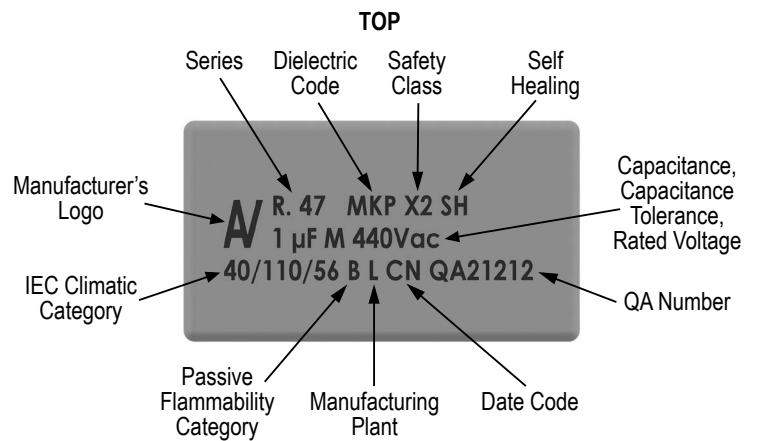 TOP
Series
Dielectric
Code
Safety
Class
Self
Healing
Manufacturer's
Logo
R. 47 MKP X2 SH
1 µF M 440Vac
40/110/56 B L CN QA21212
Capacitance,
Capacitance
Tolerance,
Rated Voltage
IEC Climatic
Category
QA Number
Passive
Flammability
Category
Manufacturing
Plant
Date Code